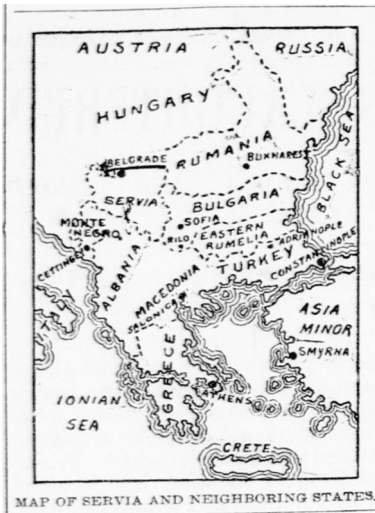 AUSTRIA
RUSSIA
HUNGARY
BLACK SEA
RUMANIA
BELGRADE
BUKHAREST
SERVIA
BULGARIA
SOFIA
MONTE
NEGRO
RILO
EASTERN
RUMELIA
ADRIANOPLE
CETTINGE
ALBANIA
TURKEY
CONSTANTINOPLE
MACEDONIA
SALONICA
ITALY
ASIA
MINOR
SMYRNA
GREECE
ATHENS
IONIAN
SEA
CRETE
MAP OF SERVIA AND NEIGHBORING STATES.